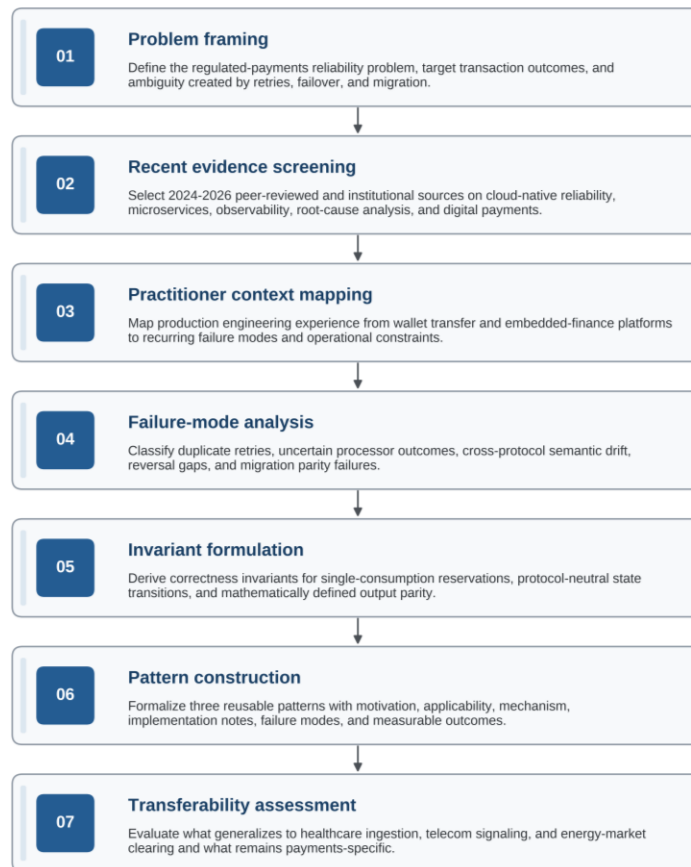 01
Problem framing
Define the regulated-payments reliability problem, target transaction outcomes, and
ambiguity created by retries, failover, and migration.
02
Recent evidence screening
Select 2024-2026 peer-reviewed and institutional sources on cloud-native reliability,
microservices, observability, root-cause analysis, and digital payments.
03
Practitioner context mapping
Map production engineering experience from wallet transfer and embedded-finance platforms
to recurring failure modes and operational constraints.
04
Failure-mode analysis
Classify duplicate retries, uncertain processor outcomes, cross-protocol semantic drift,
reversal gaps, and migration parity failures.
05
Invariant formulation
Derive correctness invariants for single-consumption reservations, protocol-neutral state
transitions, and mathematically defined output parity.
06
Pattern construction
Formalize three reusable patterns with motivation, applicability, mechanism,
implementation notes, failure modes, and measurable outcomes.
07
Transferability assessment
Evaluate what generalizes to healthcare ingestion, telecom signaling, and energy-market
clearing and what remains payments-specific.